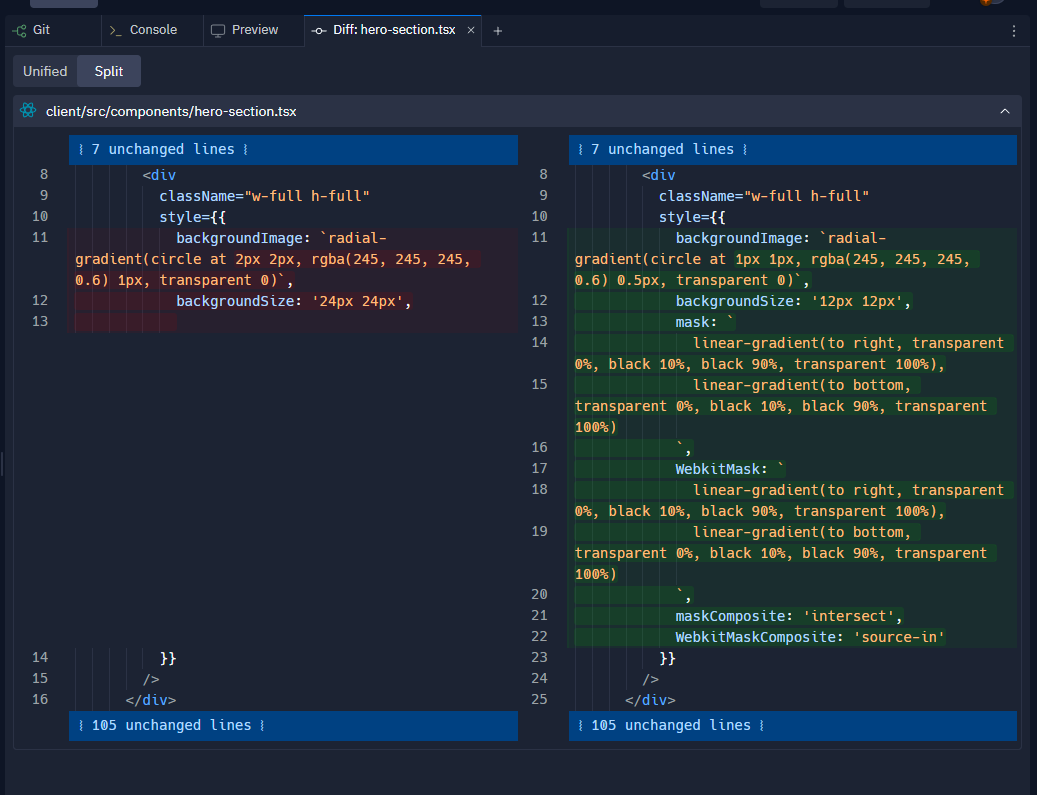 Git
Console
Preview
Diff: hero-section.tsx
Unified
Split
client/src/components/hero-section.tsx
7 unchanged lines
8 <div
9 className="w-full h-full"
10 style={{
11 backgroundImage: `radial-
gradient(circle at 2px 2px, rgba(245, 245, 245,
0.6) 1px, transparent 0)`,
12 backgroundSize: '24px 24px',
13
14 }}
15 />
16 </div>
105 unchanged lines
7 unchanged lines
8 <div
9 className="w-full h-full"
10 style={{
11 backgroundImage: `radial-
gradient(circle at 1px 1px, rgba(245, 245, 245,
0.6) 0.5px, transparent 0)`,
12 backgroundSize: '12px 12px',
13 mask: `
14 linear-gradient(to right, transparent
0%, black 10%, black 90%, transparent 100%),
15 linear-gradient(to bottom,
transparent 0%, black 10%, black 90%, transparent
100%)
16 `,
17 WebkitMask: `
18 linear-gradient(to right, transparent
0%, black 10%, black 90%, transparent 100%),
19 linear-gradient(to bottom,
transparent 0%, black 10%, black 90%, transparent
100%)
20 `,
21 maskComposite: 'intersect',
22 WebkitMaskComposite: 'source-in'
23 }}
24 />
25 </div>
105 unchanged lines